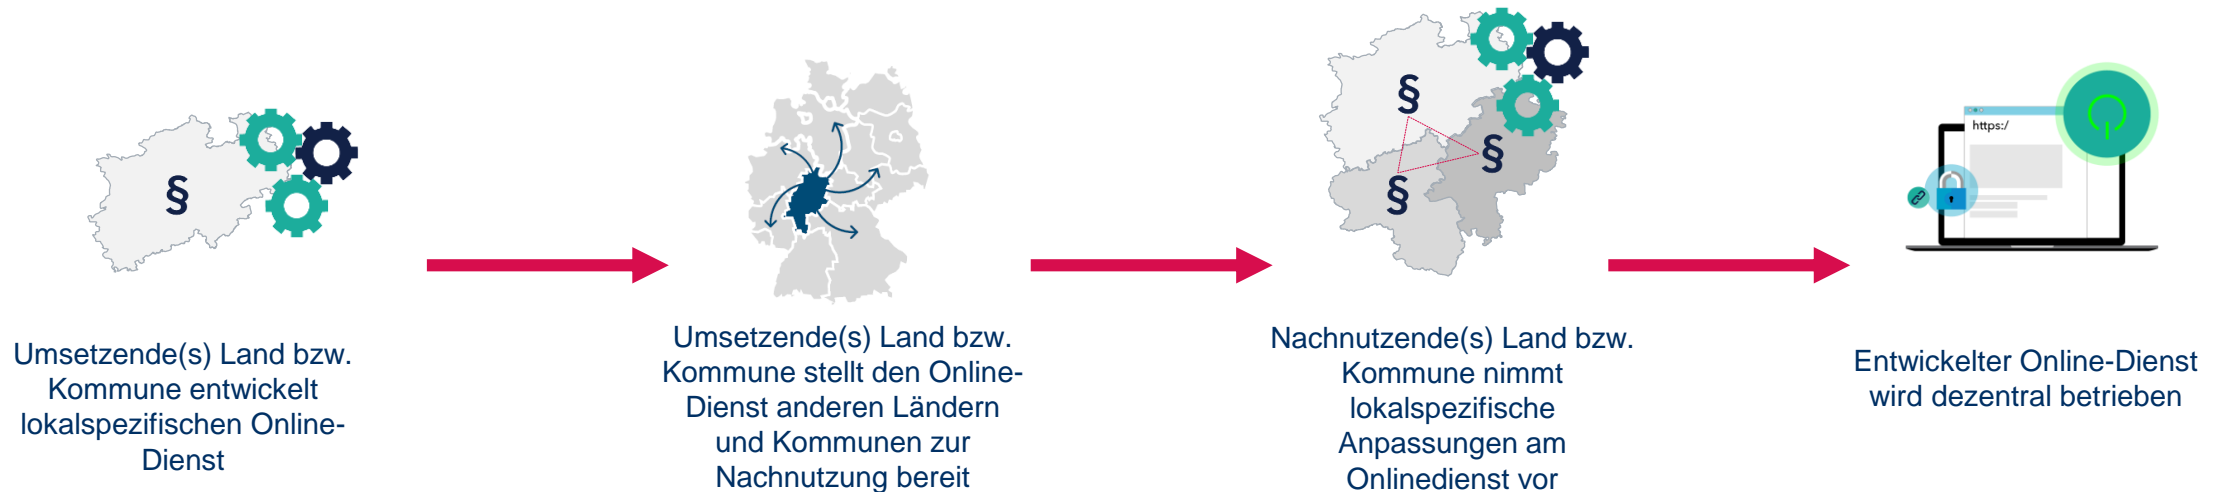 §
Umsetzende(s) Land bzw.
Kommune entwickelt
lokalspezifischen Online-
Dienst
Umsetzende(s) Land bzw.
Kommune stellt den Online-
Dienst anderen Ländern
und Kommunen zur
Nachnutzung bereit
§
§
§
Nachnutzende(s) Land bzw.
Kommune nimmt
lokalspezifische
Anpassungen am
Onlinedienst vor
https:/
Entwickelter Online-Dienst
wird dezentral betrieben